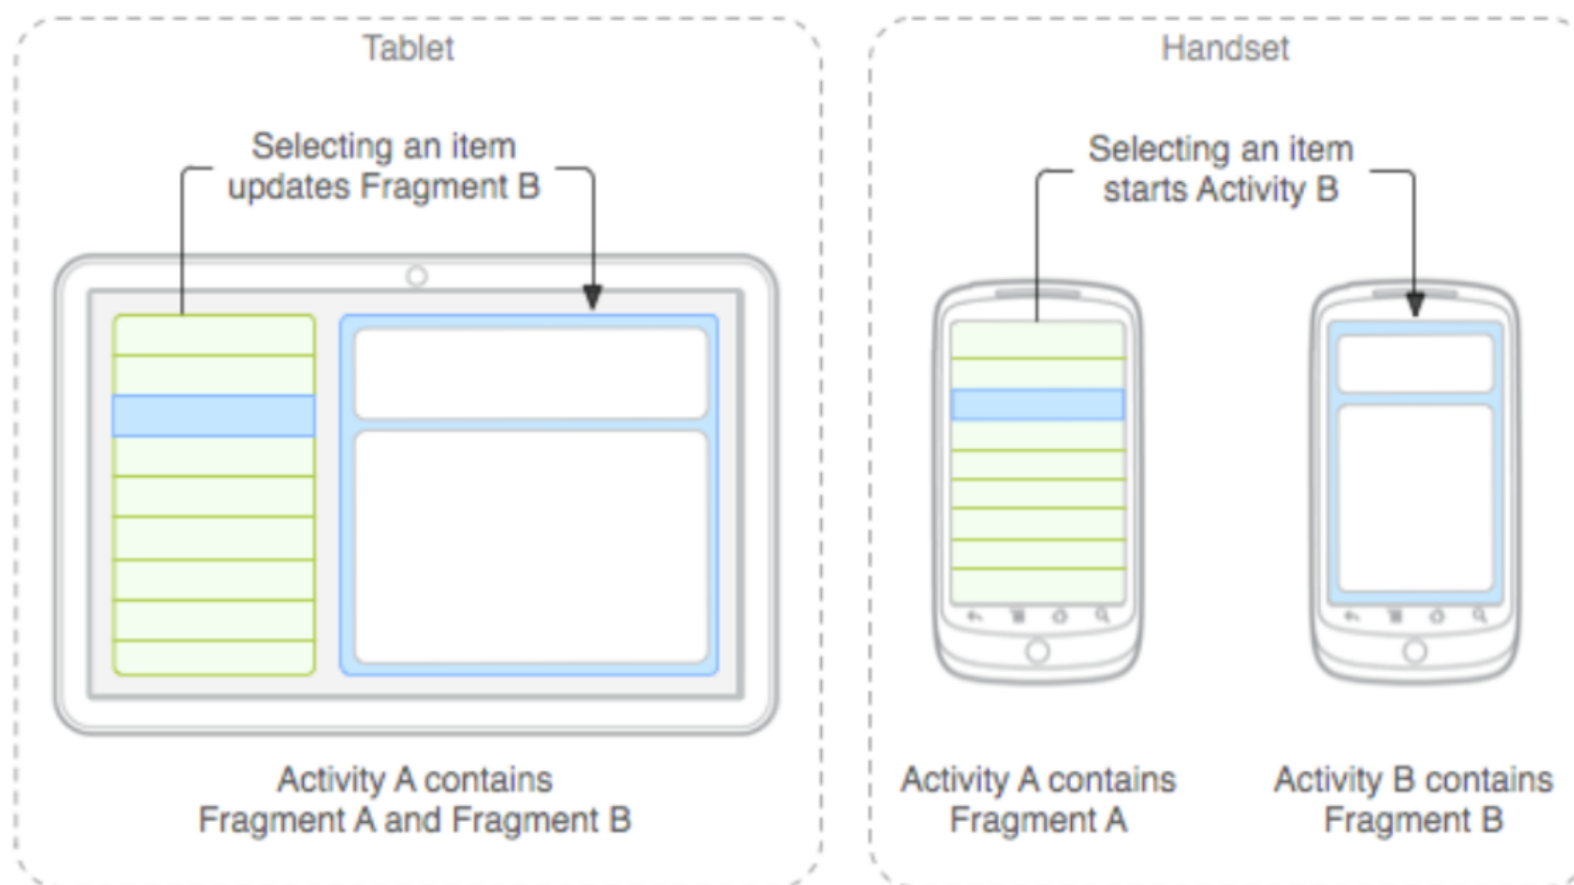 Tablet
Selecting an item
updates Fragment B
Activity A contains
Fragment A and Fragment B
Handset
Selecting an item
starts Activity B
Activity A contains
Fragment A
Activity B contains
Fragment B